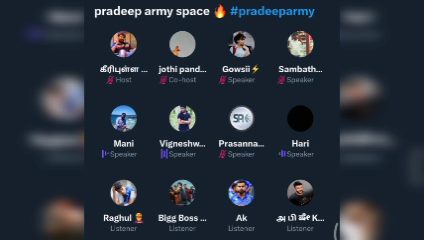 pradeep army space 🔥 #pradeeparmy
கீரிபுள்ள ... jothi pand... Gowsii⚡ Sambath...
Host Co-host Speaker Speaker
Mani Vigneshw... Prasanna... Hari
Speaker Speaker Speaker Speaker
Raghul Bigg Boss ... Ak அ பி ஜே K...
Listener Listener Listener Listener